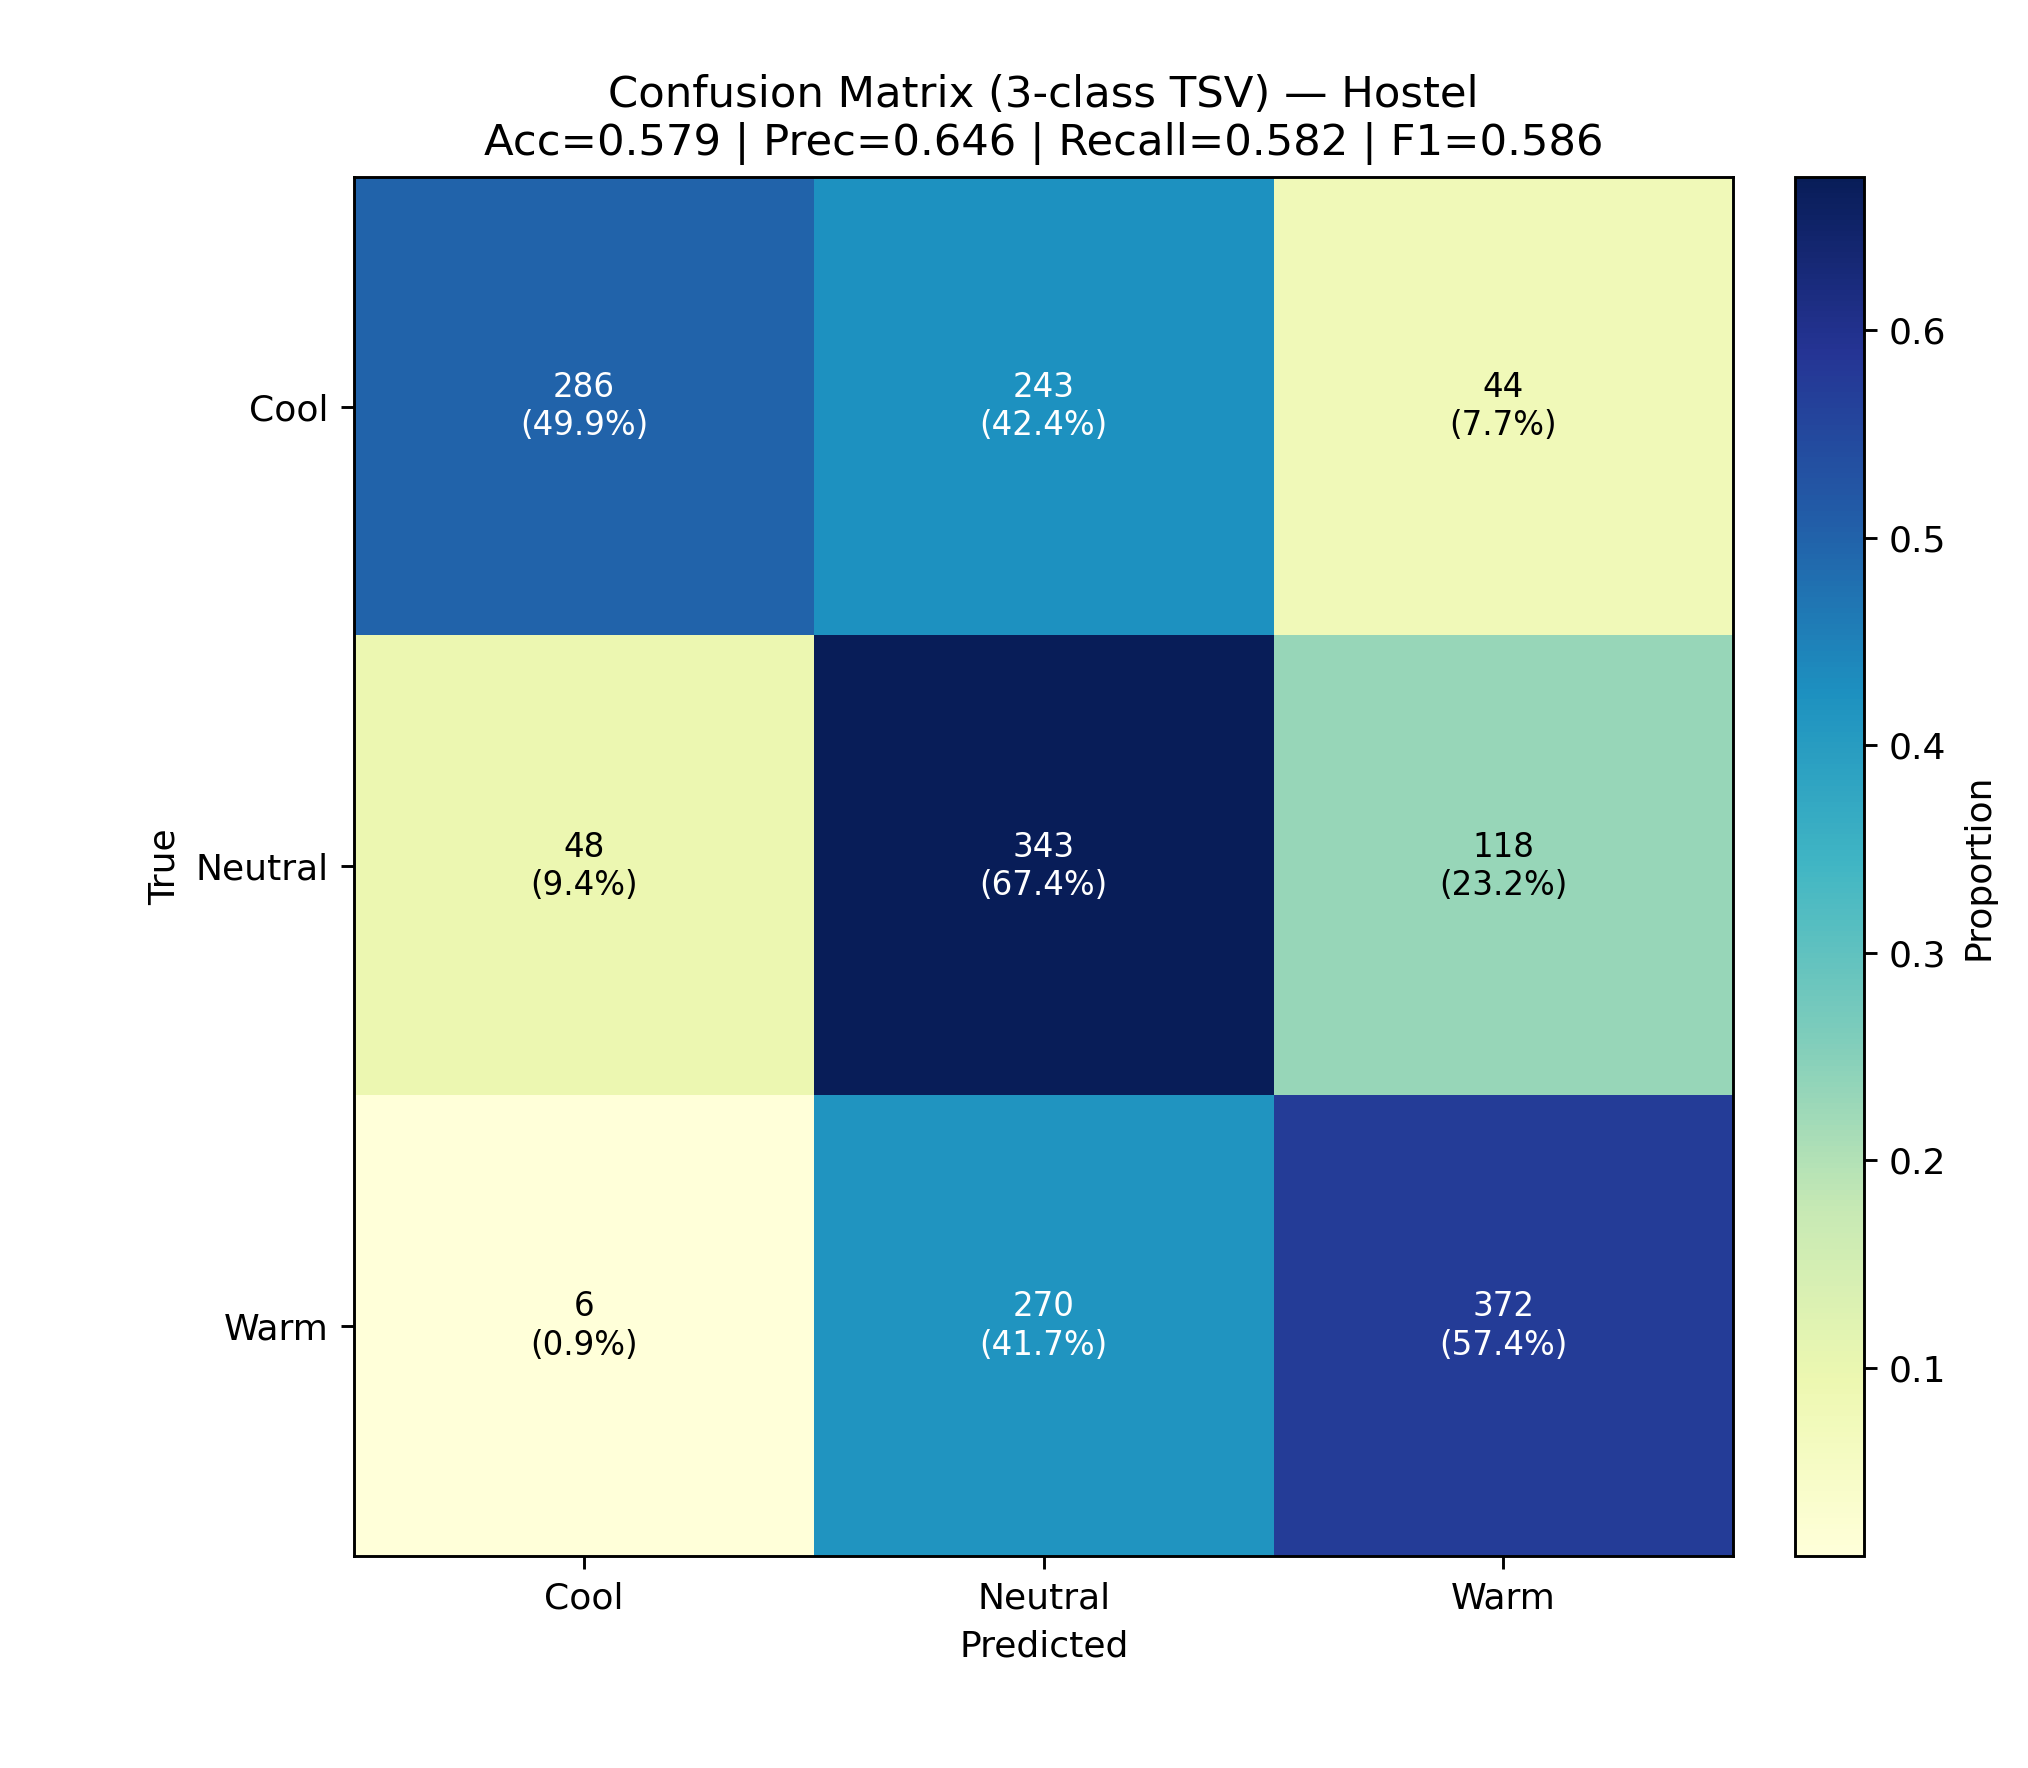 Confusion Matrix (3-class TSV) — Hostel
Acc=0.579 | Prec=0.646 | Recall=0.582 | F1=0.586
Cool
286
(49.9%)
243
(42.4%)
44
(7.7%)
Neutral
48
(9.4%)
343
(67.4%)
118
(23.2%)
Warm
6
(0.9%)
270
(41.7%)
372
(57.4%)
True
Cool
Neutral
Warm
Predicted
0.6
0.5
0.4
0.3
0.2
0.1
Proportion